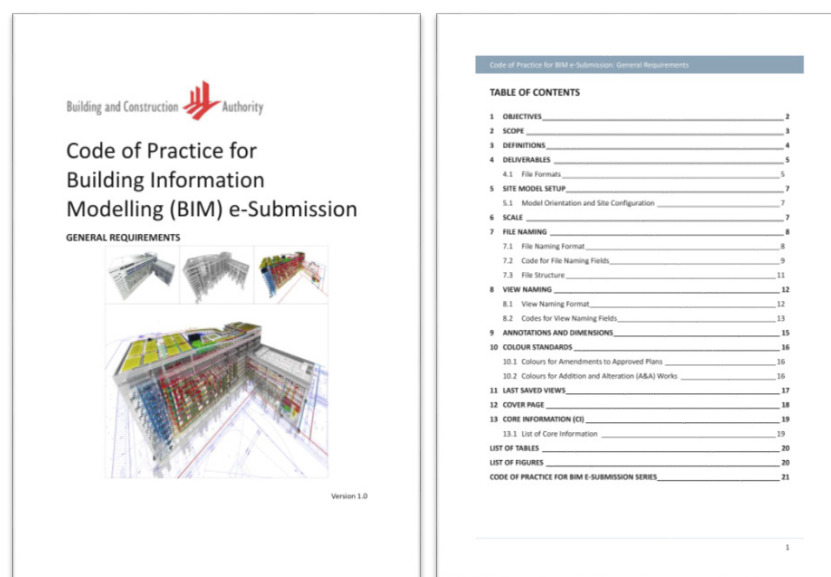 Building and Construction Authority
Code of Practice for
Building Information
Modelling (BIM) e-Submission
GENERAL REQUIREMENTS
Version 1.0
Code of Practice for BIM e-Submission: General Requirements
TABLE OF CONTENTS
1 OBJECTIVES 2
2 SCOPE 3
3 DEFINITIONS 4
4 DELIVERABLES 5
4.1 File Formats 5
5 SITE MODEL SETUP 7
5.1 Model Orientation and Site Configuration 7
6 SCALE 7
7 FILE NAMING 8
7.1 File Naming Format 8
7.2 Code for File Naming Fields 9
7.3 File Structure 11
8 VIEW NAMING 12
8.1 View Naming Format 12
8.2 Codes for View Naming Fields 13
9 ANNOTATIONS AND DIMENSIONS 15
10 COLOUR STANDARDS 16
10.1 Colours for Amendments to Approved Plans 16
10.2 Colours for Addition and Alteration (A&A) Works 16
11 LAST SAVED VIEWS 17
12 COVER PAGE 18
13 CORE INFORMATION (CI) 19
13.1 List of Core Information 19
LIST OF TABLES 20
LIST OF FIGURES 20
CODE OF PRACTICE FOR BIM E-SUBMISSION SERIES 21
1